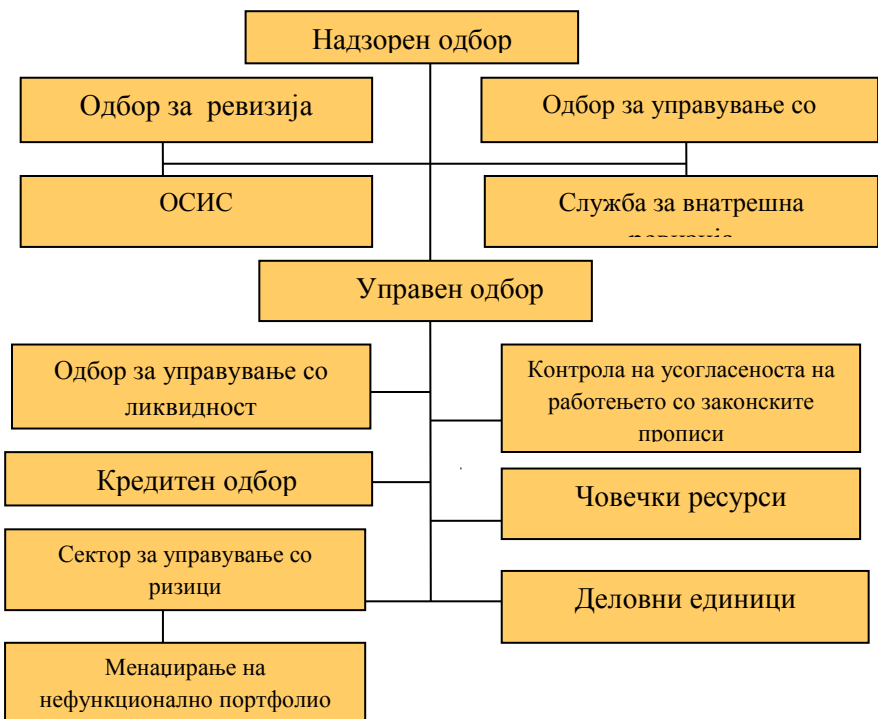 Надзорен одбор
Одбор за ревизија
Одбор за управување со
ОСИС
Служба за внатрешна
ревизија
Управен одбор
Одбор за управување со
ликвидност
Контрола на усогласеноста на
работењето со законските
прописи
Кредитен одбор
Човечки ресурси
Сектор за управување со
ризици
Деловни единици
Менаџирање на
нефункционално портфолио